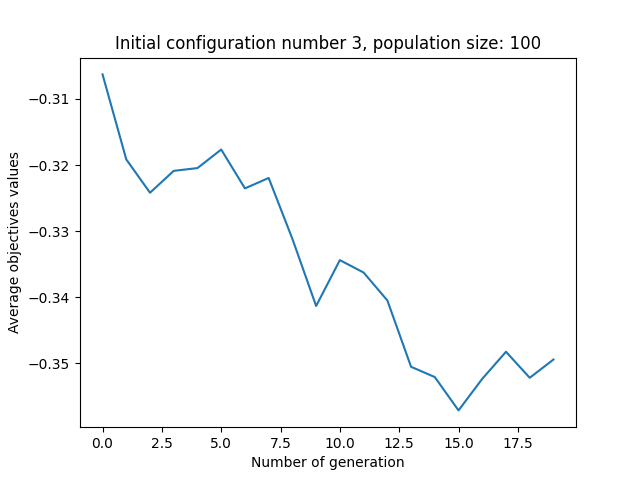 Initial configuration number 3, population size: 100
Average objectives values
−0.31
−0.32
−0.33
−0.34
−0.35
0.0 2.5 5.0 7.5 10.0 12.5 15.0 17.5
Number of generation